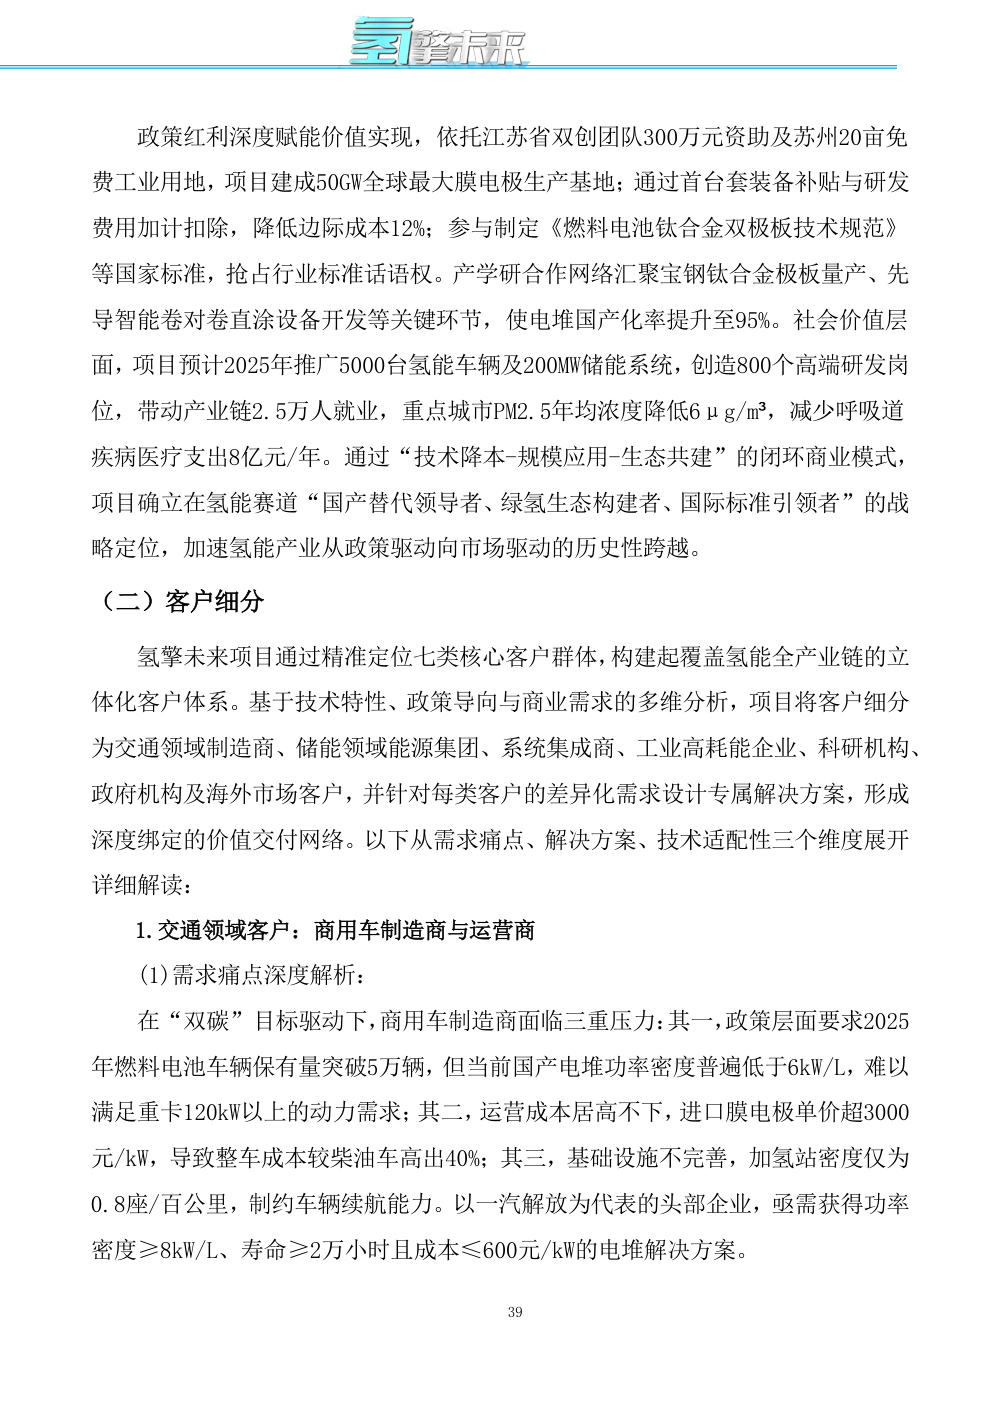 氢擎未来
政策红利深度赋能价值实现，依托江苏省双创团队300万元资助及苏州20亩免
费工业用地，项目建成50GW全球最大膜电极生产基地；通过首台套装备补贴与研发
费用加计扣除，降低边际成本12%；参与制定《燃料电池钛合金双极板技术规范》
等国家标准，抢占行业标准话语权。产学研合作网络汇聚宝钢钛合金极板量产、先
导智能卷对卷直涂设备开发等关键环节，使电堆国产化率提升至95%。社会价值层
面，项目预计2025年推广5000台氢能车辆及200MW储能系统，创造800个高端研发岗
位，带动产业链2.5万人就业，重点城市PM2.5年均浓度降低6μg/m³，减少呼吸道
疾病医疗支出8亿元/年。通过“技术降本-规模应用-生态共建”的闭环商业模式，
项目确立在氢能赛道“国产替代领导者、绿氢生态构建者、国际标准引领者”的战
略定位，加速氢能产业从政策驱动向市场驱动的历史性跨越。
（二）客户细分
氢擎未来项目通过精准定位七类核心客户群体，构建起覆盖氢能全产业链的立
体化客户体系。基于技术特性、政策导向与商业需求的多维分析，项目将客户细分
为交通领域制造商、储能领域能源集团、系统集成商、工业高耗能企业、科研机构、
政府机构及海外市场客户，并针对每类客户的差异化需求设计专属解决方案，形成
深度绑定的价值交付网络。以下从需求痛点、解决方案、技术适配性三个维度展开
详细解读：
1.交通领域客户：商用车制造商与运营商
(1)需求痛点深度解析：
在“双碳”目标驱动下，商用车制造商面临三重压力：其一，政策层面要求2025
年燃料电池车辆保有量突破5万辆，但当前国产电堆功率密度普遍低于6kW/L，难以
满足重卡120kW以上的动力需求；其二，运营成本居高不下，进口膜电极单价超3000
元/kW，导致整车成本较柴油车高出40%；其三，基础设施不完善，加氢站密度仅为
0.8座/百公里，制约车辆续航能力。以一汽解放为代表的头部企业，亟需获得功率
密度≥8kW/L、寿命≥2万小时且成本≤600元/kW的电堆解决方案。
39